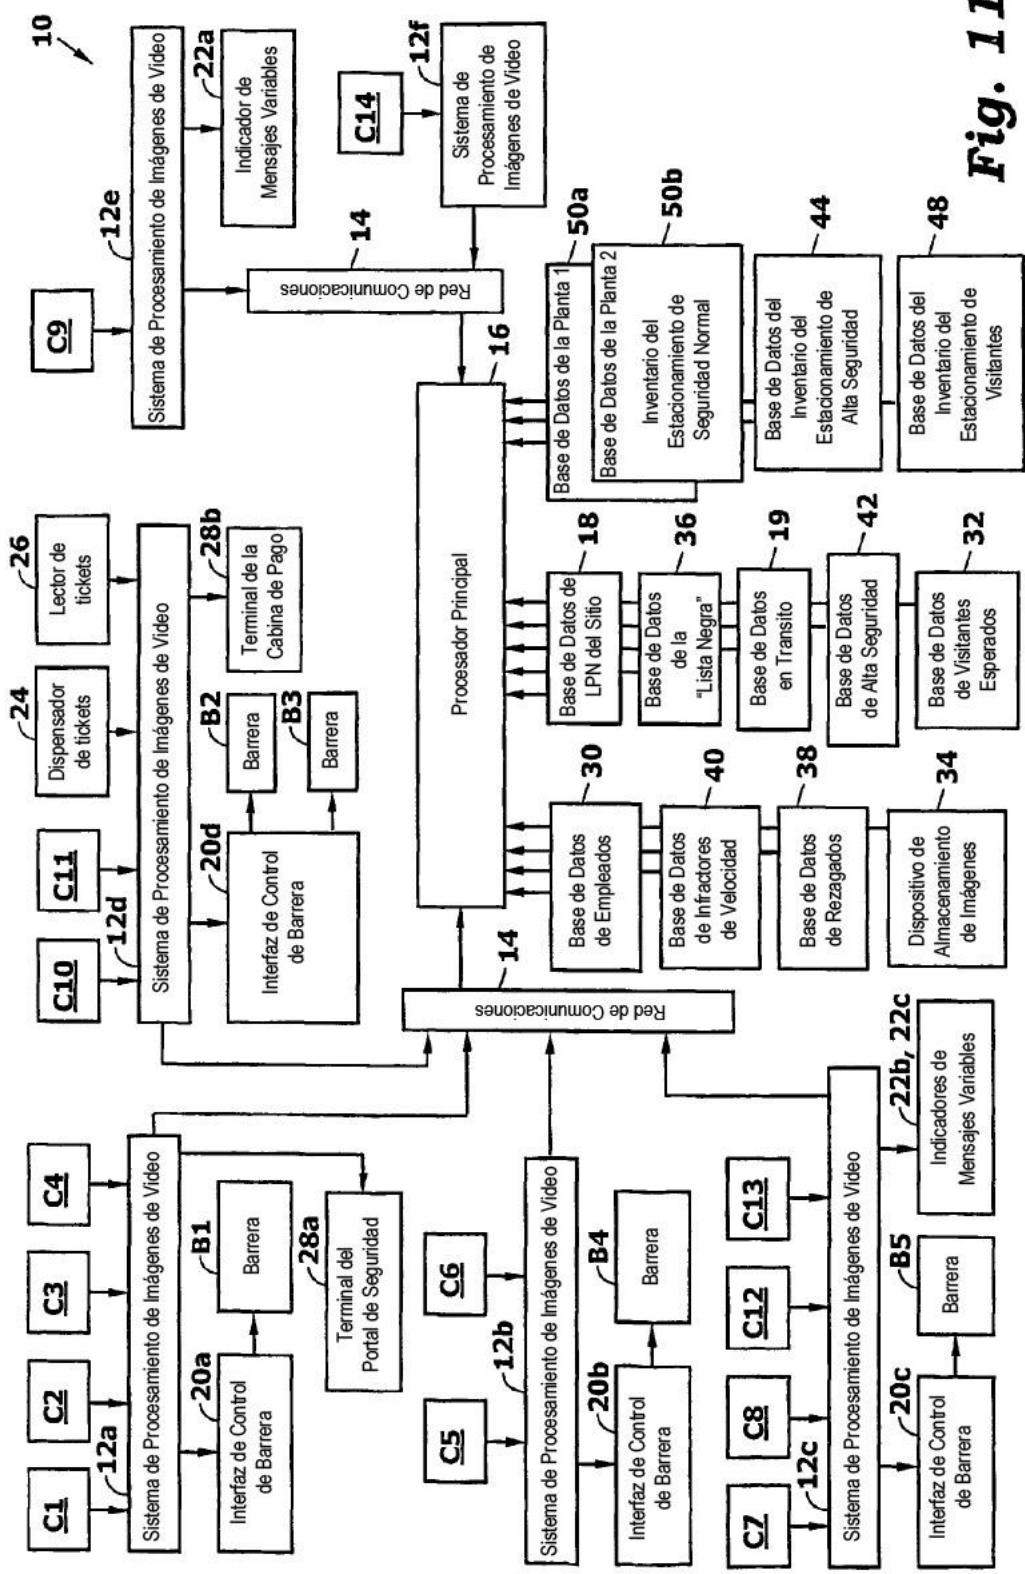 10
C9
12e
Sistema de Procesamiento de Imágenes de Video
22a
Indicador de
Mensajes Variables
C14
12f
Sistema de
Procesamiento de
Imágenes de Video
14
Red de Comunicaciones
C10
C11
24
Dispensador
de tickets
26
Lector de
tickets
12d
Sistema de Procesamiento de Imágenes de Video
20d
Interfaz de Control
de Barrera
B2
Barrera
B3
Barrera
28b
Terminal de la
Cabina de Pago
C1
C2
C3
C4
12a
Sistema de Procesamiento de Imágenes de Video
20a
Interfaz de Control
de Barrera
B1
Barrera
28a
Terminal del
Portal de Seguridad
C5
C6
12b
Sistema de Procesamiento de Imágenes de Video
20b
Interfaz de Control
de Barrera
B4
Barrera
C7
C8
C12
C13
12c
Sistema de Procesamiento de Imágenes de Video
20c
Interfaz de Control
de Barrera
B5
Barrera
22b, 22c
Indicadores de
Mensajes Variables
14
Red de Comunicaciones
16
Procesador Principal
30
Base de Datos
de Empleados
40
Base de Datos
de Infractores
de Velocidad
38
Base de Datos
de Rezagados
34
Dispositivo de
Almacenamiento
de Imágenes
18
Base de Datos de
LPN del Sitio
36
Base de Datos
de la
"Lista Negra"
19
Base de Datos
en Transito
42
Base de Datos
de Alta Seguridad
32
Base de Datos
de Visitantes
Esperados
50a
Base de Datos de la Planta 1
50b
Base de Datos de la Planta 2
Inventario del
Estacionamiento de
Seguridad Normal
44
Base de Datos del
Inventario del
Estacionamiento de
Alta Seguridad
48
Base de Datos del
Inventario del
Estacionamiento de
Visitantes
Fig. 11